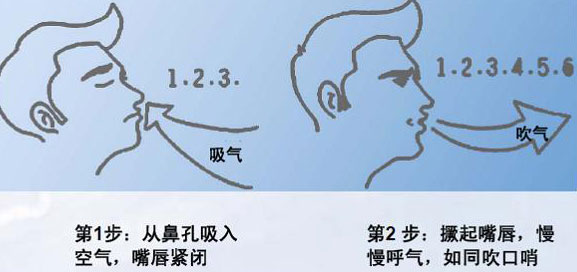 1.2.3.
吸气
1.2.3.4.5.6
吹气
第1步：从鼻孔吸入
空气，嘴唇紧闭
第2 步：撅起嘴唇，慢
慢呼气，如同吹口哨